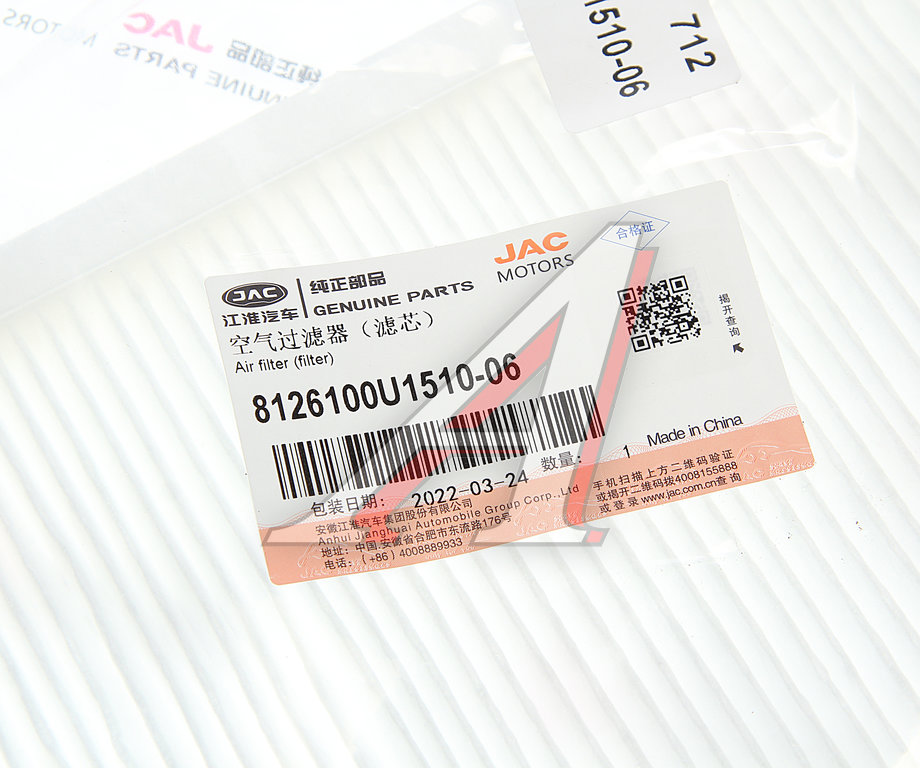 JAC MOTORS
纯正部品
GENUINE PARTS
712
1510-06
JAC
江淮汽车
纯正部品
GENUINE PARTS
JAC
MOTORS
合格证
空气过滤器（滤芯）
Air filter (filter)
8126100U1510-06
揭开查询
包装日期： 2022-03-24
数量： 1 Made in China
安徽江淮汽车集团股份有限公司
Anhui Jianghuai Automobile Group Corp.,Ltd
地址：中国.安徽省合肥市东流路176号
电话：(+86) 4008889933
手机扫描上方二维码验证
或揭开二维码拨4008155888
或登录www.jac.com.cn查询